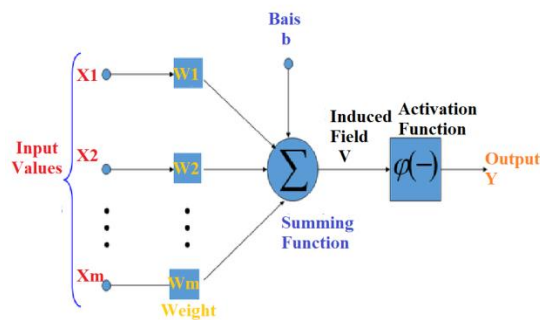 Bais
b
X1
W1
Induced
Field
V
Activation
Function
Input
Values
X2
W2
∑
φ(−)
Output
Y
Summing
Function
Xm
Wm
Weight